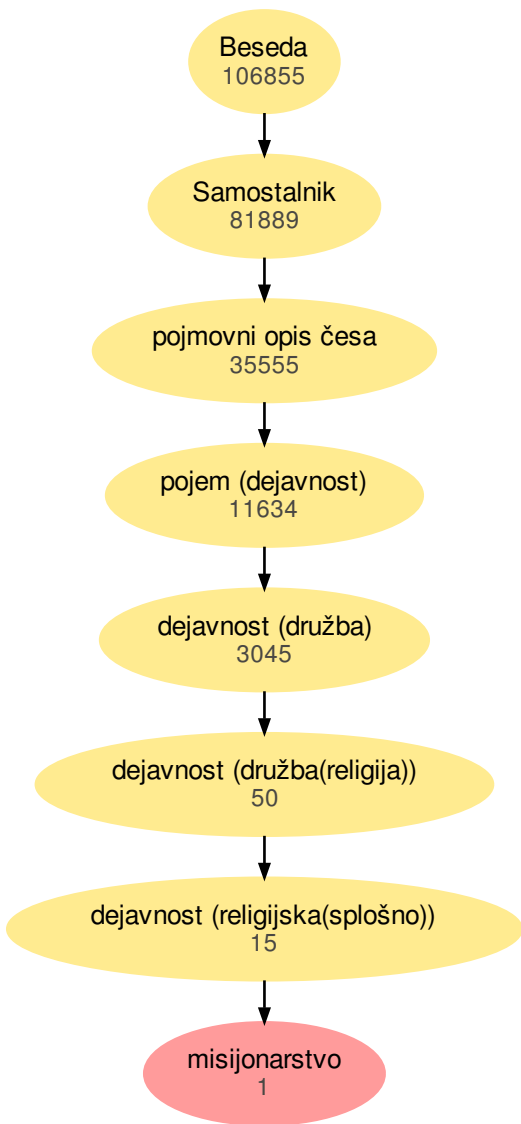 Beseda
106855
Samostalnik
81889
pojmovni opis česa
35555
pojem (dejavnost)
11634
dejavnost (družba)
3045
dejavnost (družba(religija))
50
dejavnost (religijska(splošno))
15
misijonarstvo
1